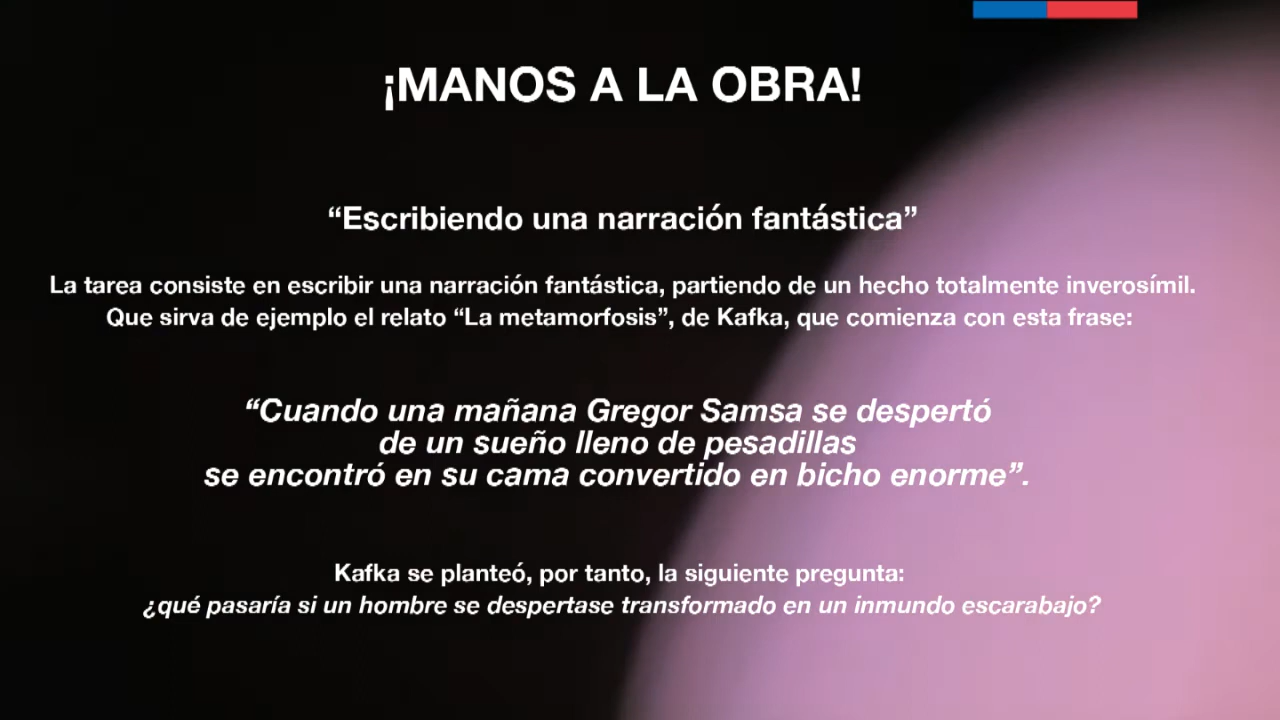 ¡MANOS A LA OBRA!
“Escribiendo una narración fantástica”
La tarea consiste en escribir una narración fantástica, partiendo de un hecho totalmente inverosímil.
Que sirva de ejemplo el relato “La metamorfosis”, de Kafka, que comienza con esta frase:
“Cuando una mañana Gregor Samsa se despertó
de un sueño lleno de pesadillas
se encontró en su cama convertido en bicho enorme”.
Kafka se planteó, por tanto, la siguiente pregunta:
¿qué pasaría si un hombre se despertase transformado en un inmundo escarabajo?